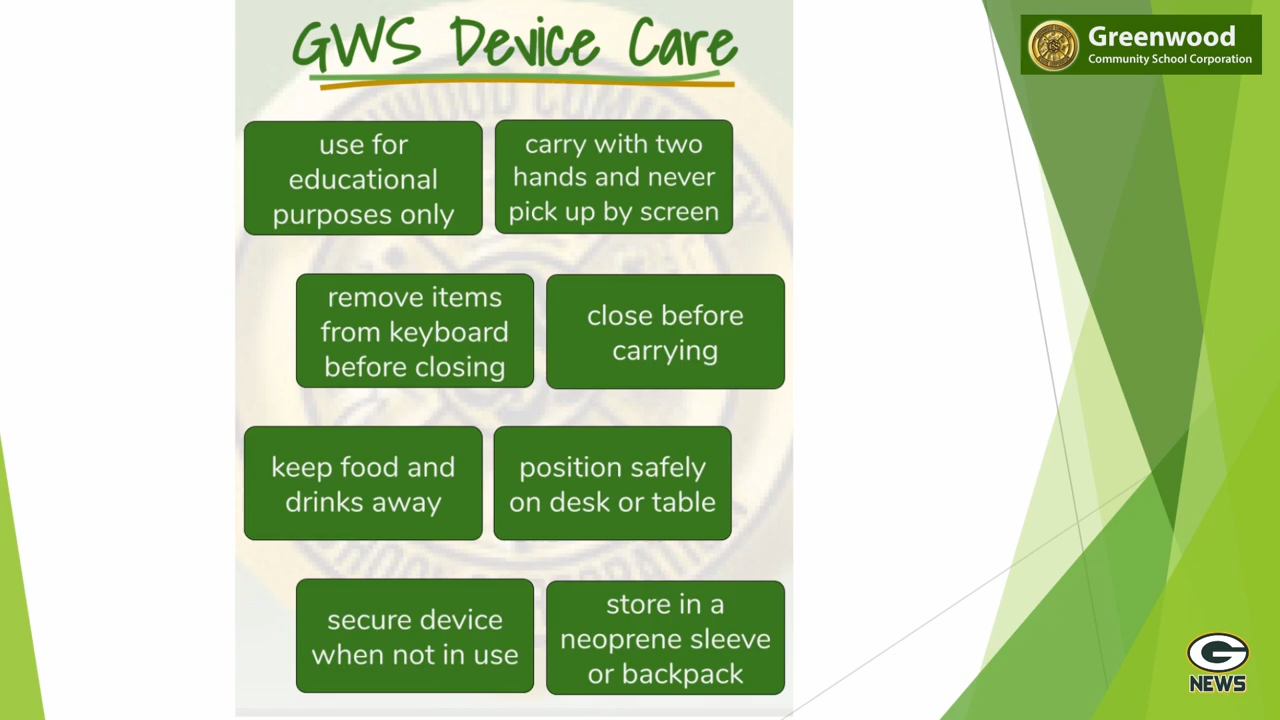 GWS Device Care
Greenwood
Community School Corporation
use for
educational
purposes only
carry with two
hands and never
pick up by screen
remove items
from keyboard
before closing
close before
carrying
keep food and
drinks away
position safely
on desk or table
secure device
when not in use
store in a
neoprene sleeve
or backpack
G
NEWS